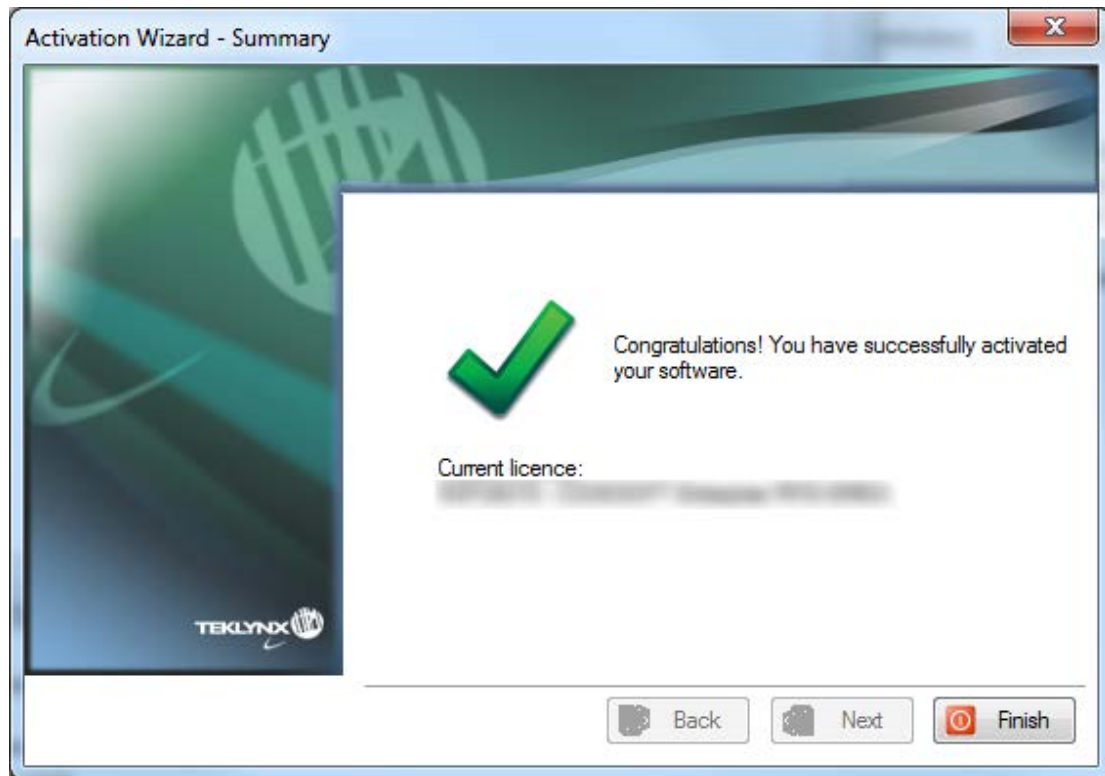 Activation Wizard - Summary
Congratulations! You have successfully activated
your software.
Current licence:
TEKLYNX
Back
Next
Finish